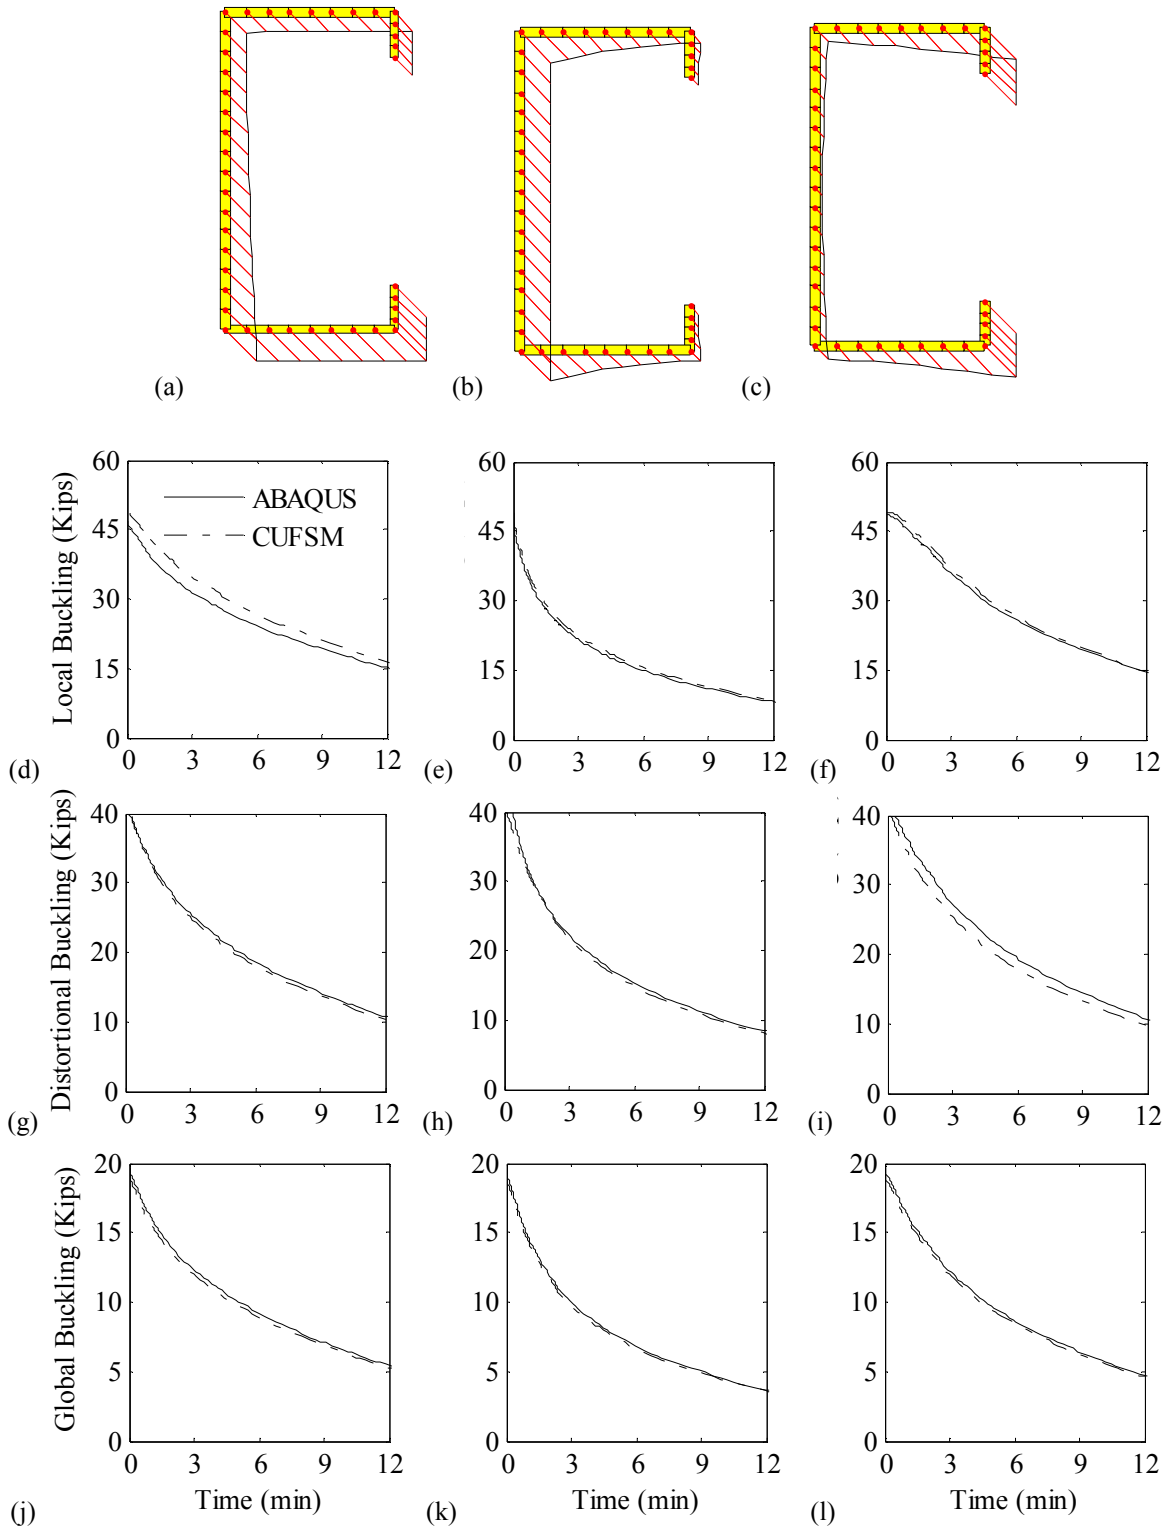 (a)
(b)
(c)
Local Buckling (Kips)
60
45
30
15
0
ABAQUS
CUFSM
0 3 6 9 12
(d)
60
45
30
15
0
0 3 6 9 12
(e)
60
45
30
15
0
0 3 6 9 12
(f)
Distortional Buckling (Kips)
40
30
20
10
0
0 3 6 9 12
(g)
40
30
20
10
0
0 3 6 9 12
(h)
40
30
20
10
0
0 3 6 9 12
(i)
Global Buckling (Kips)
20
15
10
5
0
0 3 6 9 12
Time (min)
(j)
20
15
10
5
0
0 3 6 9 12
Time (min)
(k)
20
15
10
5
0
0 3 6 9 12
Time (min)
(l)